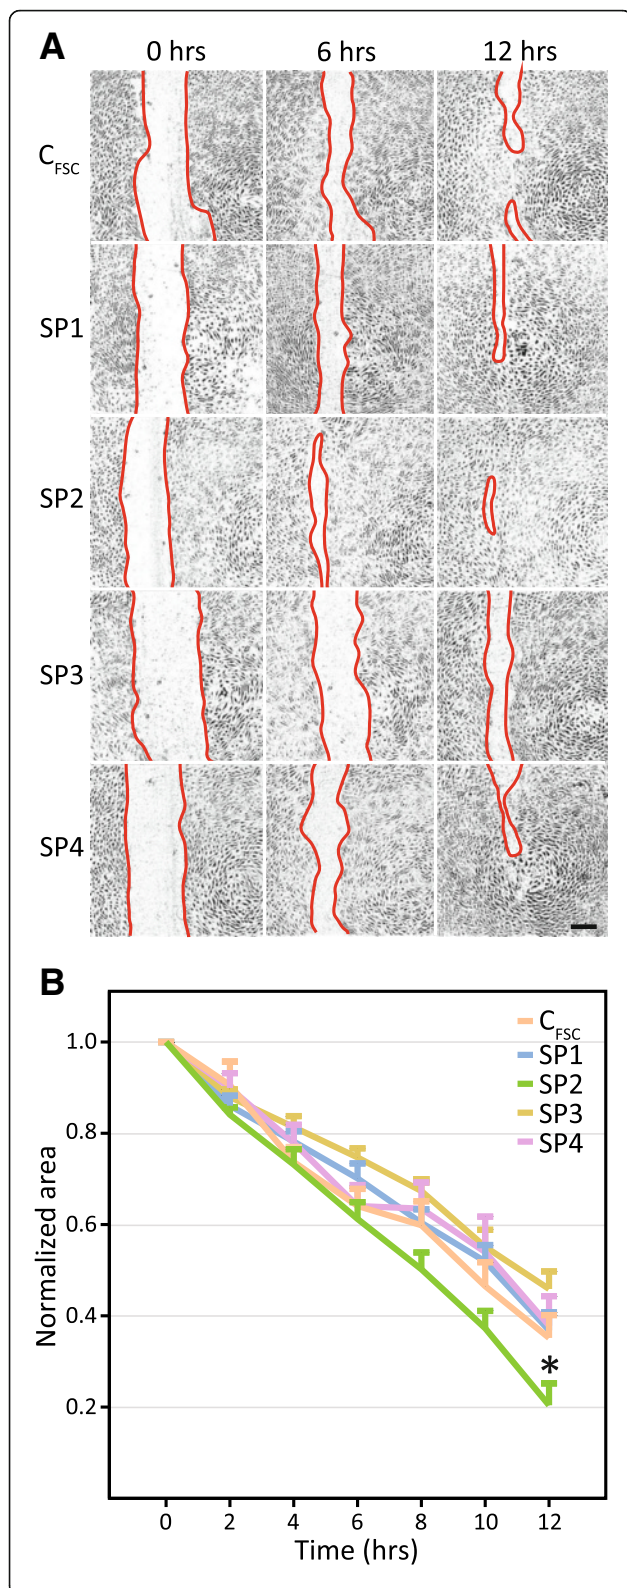 A
0 hrs 6 hrs 12 hrs
CFSC
SP1
SP2
SP3
SP4
B
CFSC
SP1
SP2
SP3
SP4
1.0
0.8
0.6
0.4
0.2
*
Normalized area
0 2 4 6 8 10 12
Time (hrs)